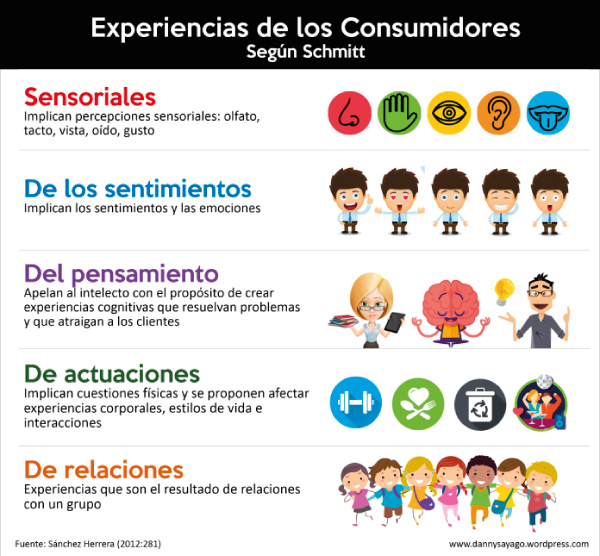 Experiencias de los Consumidores
Según Schmitt
Sensoriales
Implican percepciones sensoriales: olfato,
tacto, vista, oído, gusto
De los sentimientos
Implican los sentimientos y las emociones
Del pensamiento
Apelan al intelecto con el propósito de crear
experiencias cognitivas que resuelvan problemas
y que atraigan a los clientes
De actuaciones
Implican cuestiones físicas y se proponen afectar
experiencias corporales, estilos de vida e
interacciones
De relaciones
Experiencias que son el resultado de relaciones
con un grupo
Fuente: Sánchez Herrera (2012:281)
www.dannysayago.wordpress.com